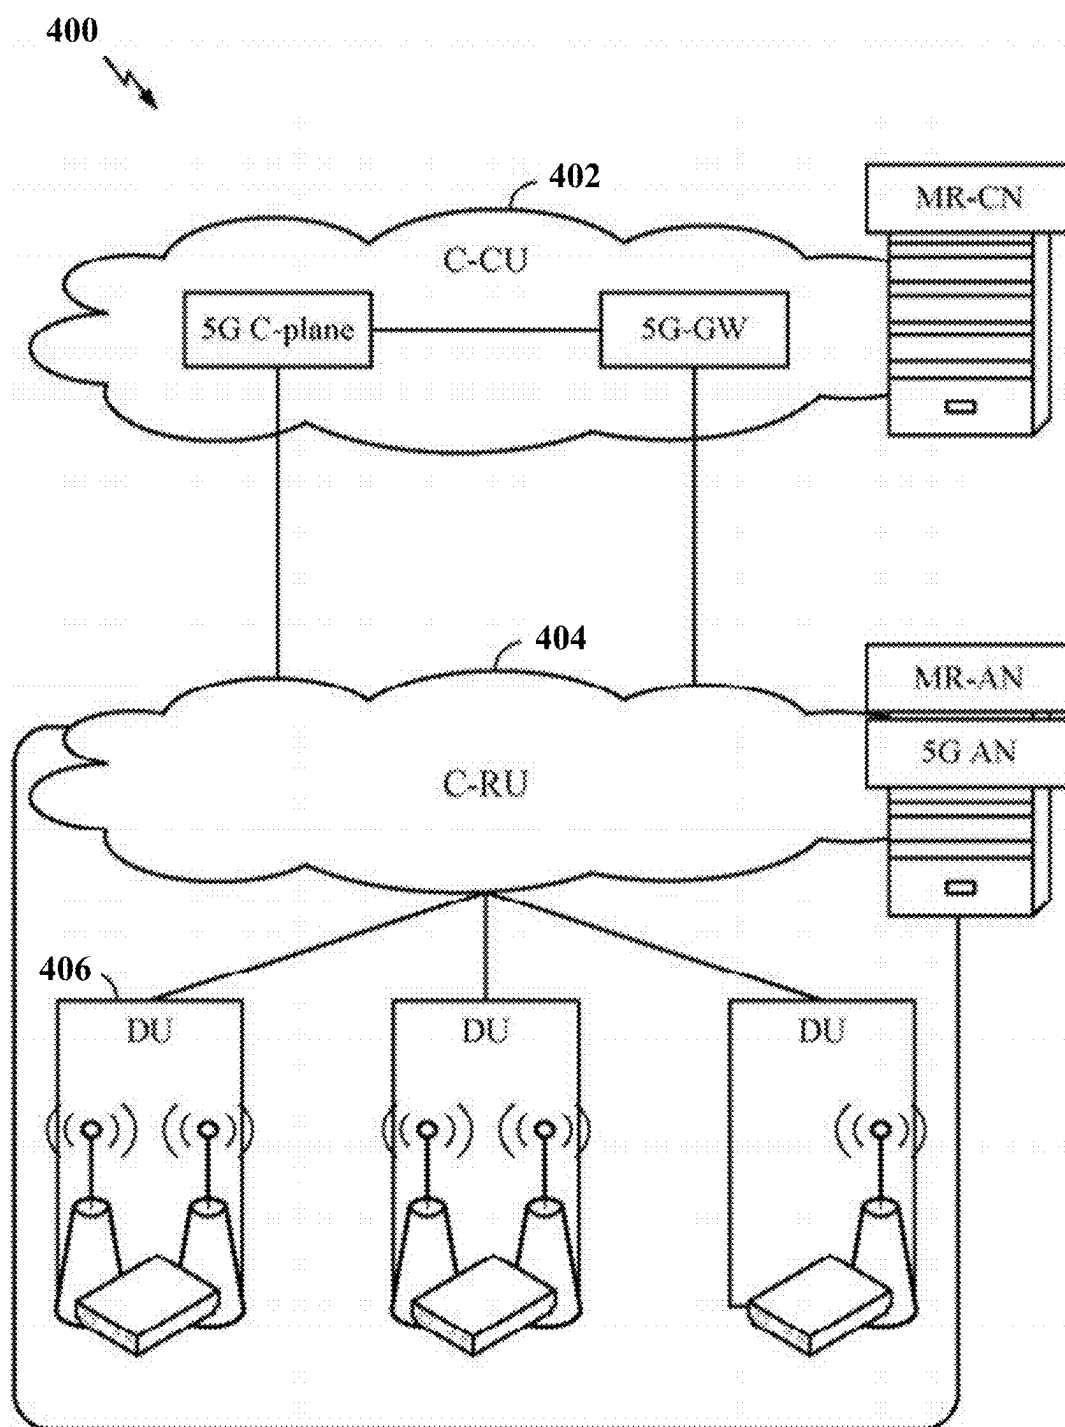 400
402
MR-CN
C-CU
5G C-plane
5G-GW
404
MR-AN
5G AN
C-RU
406
DU
DU
DU